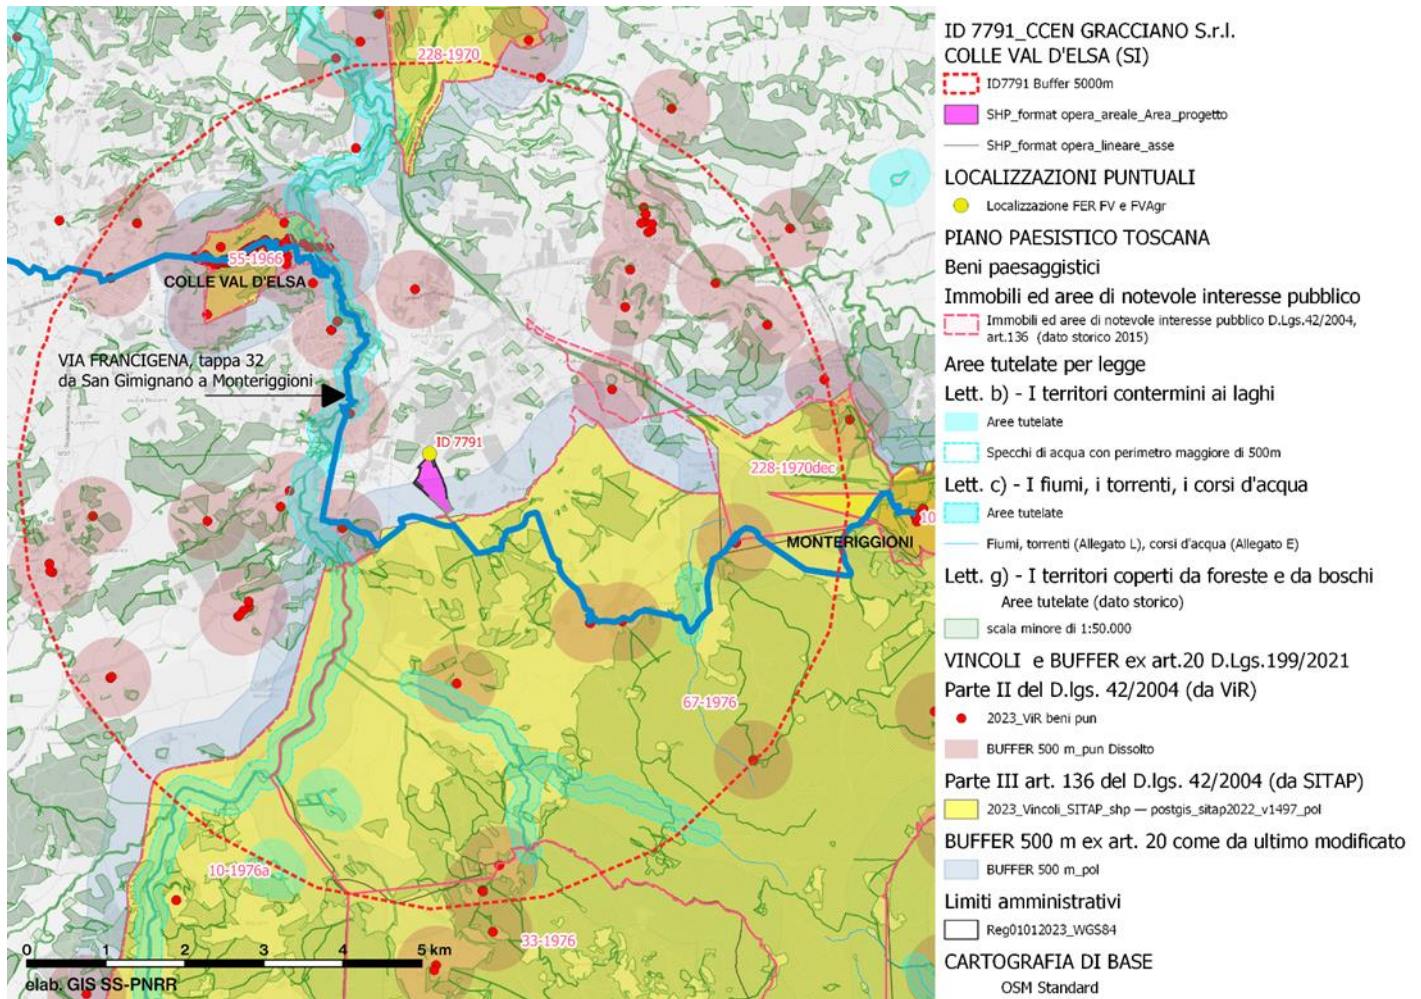 228-1970
55-1966
COLLE VAL D'ELSA
VIA FRANCIGENA, tappa 32
da San Gimignano a Monteriggioni
ID 7791
228-1970dec
MONTERIGGIONI
10
67-1976
10-1976a
33-1976
0 1 2 3 4 5 km
elab. GIS SS-PNRR
ID 7791_CCEN GRACCIANO S.r.l.
COLLE VAL D'ELSA (SI)
ID7791 Buffer 5000m
SHP_format opera_areale_Area_progetto
SHP_format opera_lineare_asse
LOCALIZZAZIONI PUNTUALI
Localizzazione FER FV e FVAgr
PIANO PAESISTICO TOSCANA
Beni paesaggistici
Immobili ed aree di notevole interesse pubblico
Immobili ed aree di notevole interesse pubblico D.Lgs.42/2004,
art.136 (dato storico 2015)
Aree tutelate per legge
Lett. b) - I territori contermini ai laghi
Aree tutelate
Specchi di acqua con perimetro maggiore di 500m
Lett. c) - I fiumi, i torrenti, i corsi d'acqua
Aree tutelate
Fiumi, torrenti (Allegato L), corsi d'acqua (Allegato E)
Lett. g) - I territori coperti da foreste e da boschi
Aree tutelate (dato storico)
scala minore di 1:50.000
VINCOLI e BUFFER ex art.20 D.Lgs.199/2021
Parte II del D.lgs. 42/2004 (da ViR)
2023_ViR beni pun
BUFFER 500 m_pun Dissolto
Parte III art. 136 del D.lgs. 42/2004 (da SITAP)
2023_Vincoli_SITAP_shp — postgis_sitap2022_v1497_pol
BUFFER 500 m ex art. 20 come da ultimo modificato
BUFFER 500 m_pol
Limiti amministrativi
Reg01012023_WGS84
CARTOGRAFIA DI BASE
OSM Standard